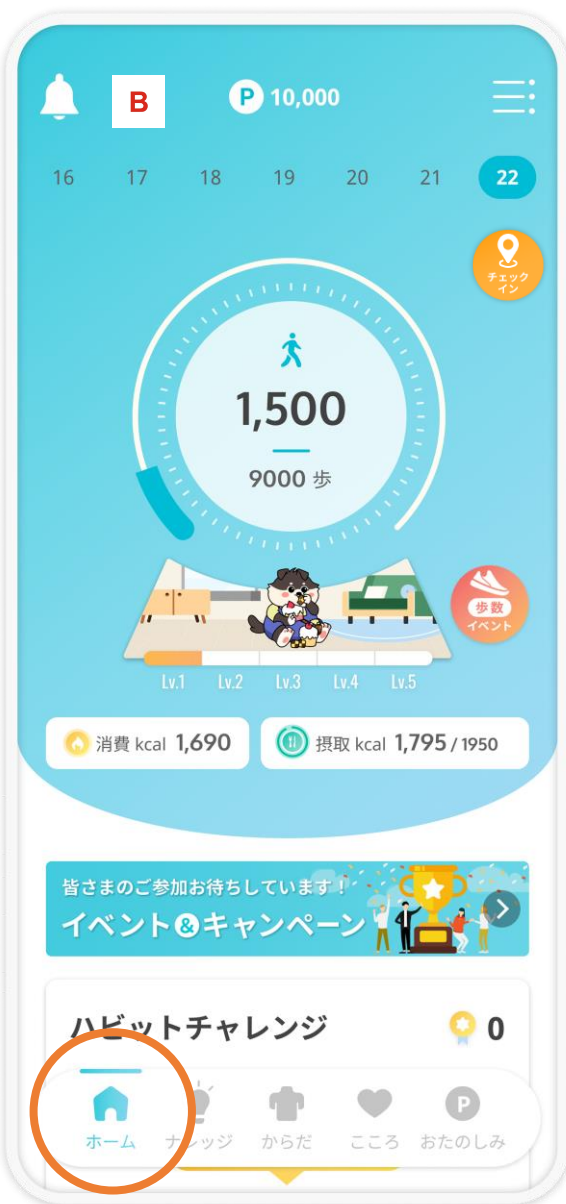 B
P 10,000
16 17 18 19 20 21 22
チェック
イン
1,500
9000 歩
歩数
イベント
Lv.1 Lv.2 Lv.3 Lv.4 Lv.5
消費 kcal 1,690
摂取 kcal 1,795 / 1950
皆さまのご参加お待ちしています！
イベント&キャンペーン
ハビットチャレンジ 0
ホーム ナレッジ からだ こころ おたのしみ
P